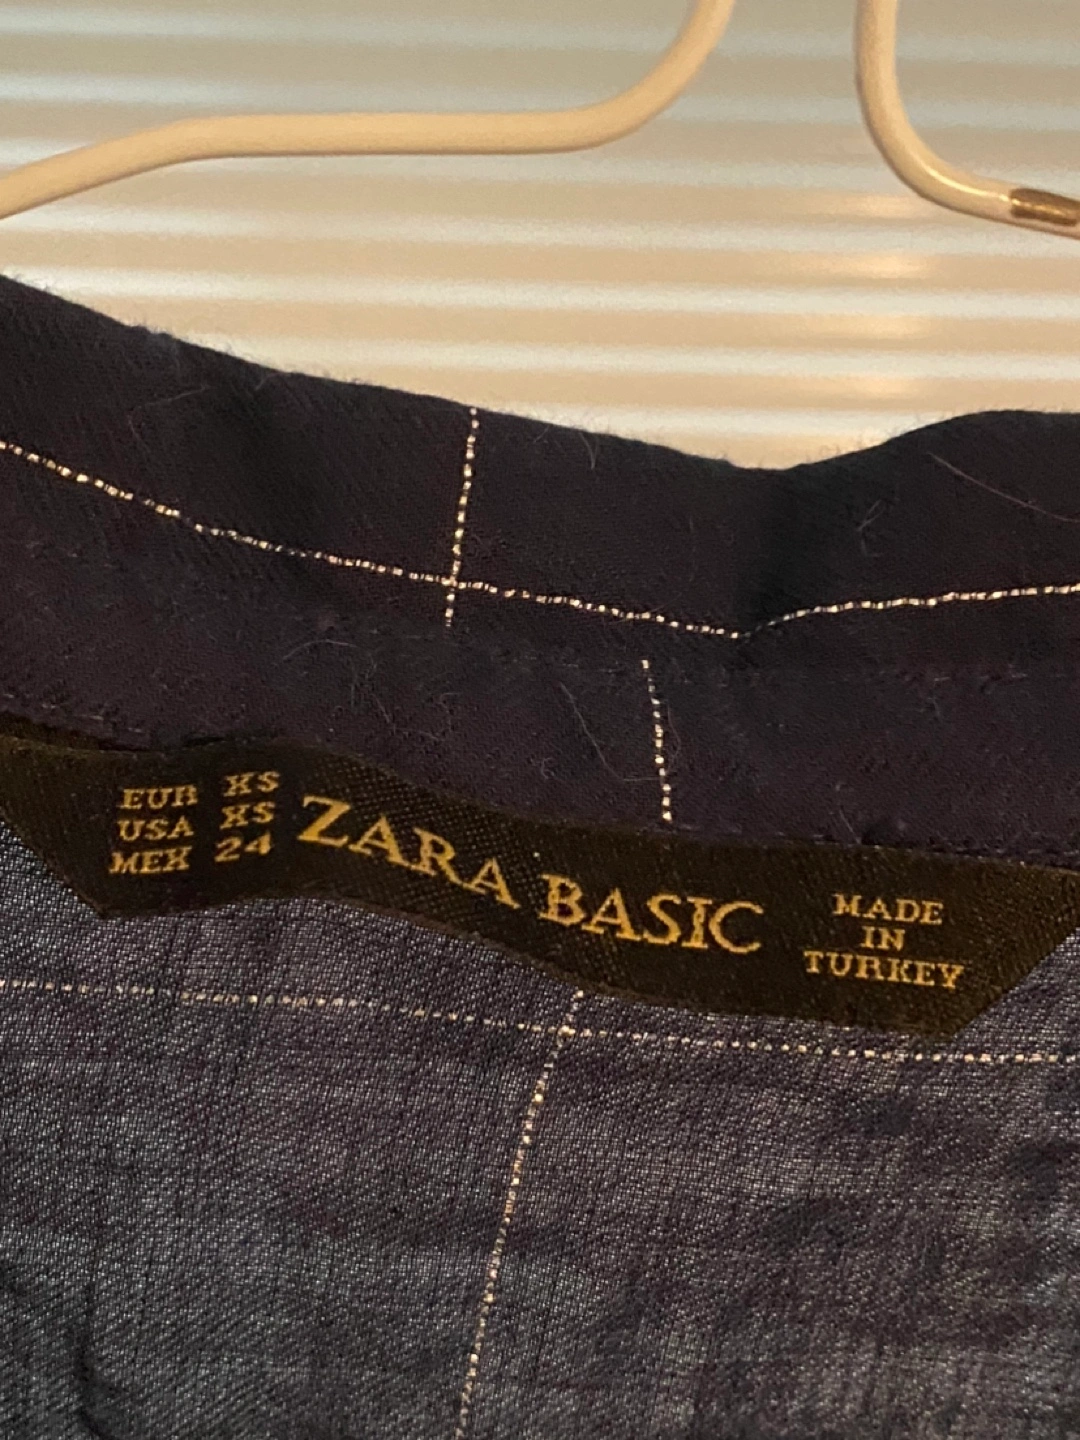 EUR XS
USA XS
MEX 24
ZARA BASIC
MADE
IN
TURKEY